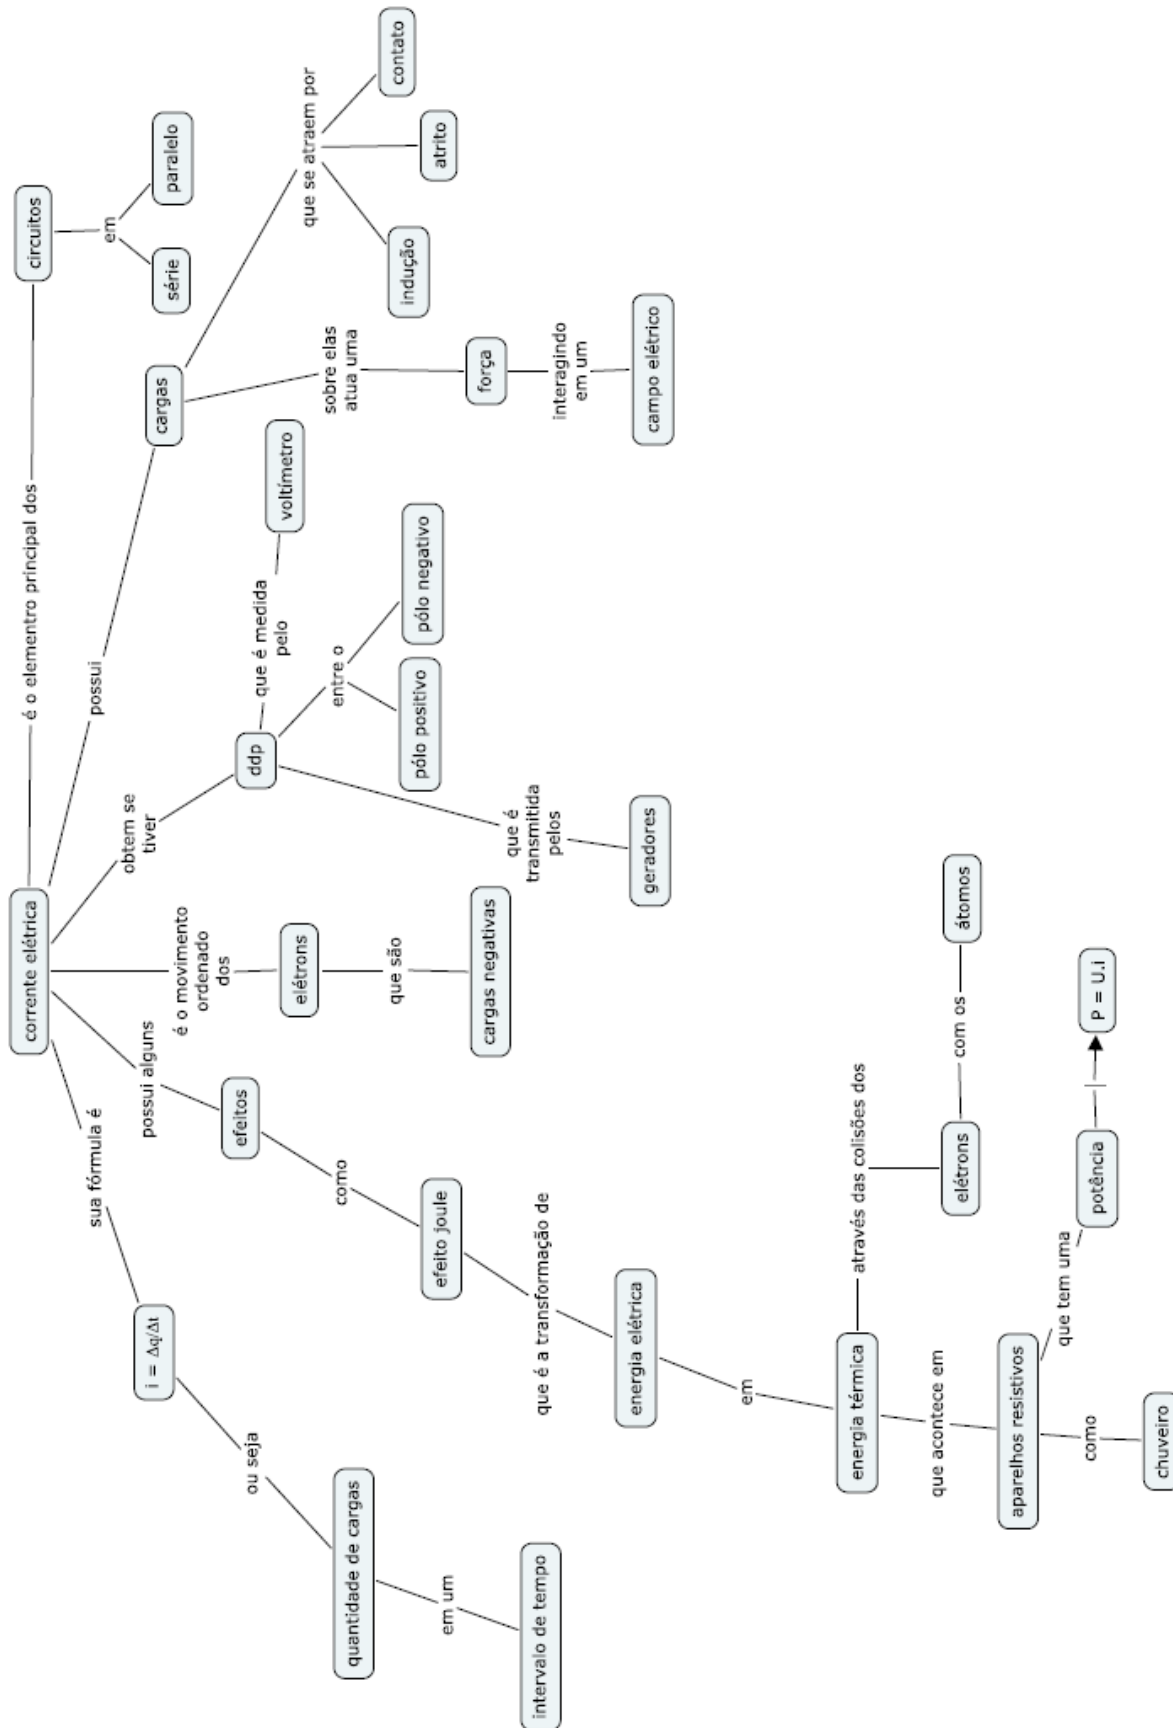 corrente elétrica
sua fórmula é
i = Δq/Δt
ou seja
quantidade de cargas
em um
intervalo de tempo
possui alguns
efeitos
como
efeito joule
que é a transformação de
energia elétrica
em
energia térmica
através das colisões dos
elétrons
com os
átomos
que acontece em
aparelhos resistivos
como
chuveiro
que tem uma
potência
P = U.i
é o movimento
ordenado
dos
elétrons
que são
cargas negativas
obtem se
tiver
ddp
que é
transmitida
pelos
geradores
entre o
pólo positivo
pólo negativo
que é medida
pelo
voltímetro
possui
cargas
sobre elas
atua uma
força
interagindo
em um
campo elétrico
que se atraem por
indução
atrito
contato
é o elementro principal dos
circuitos
em
série
paralelo